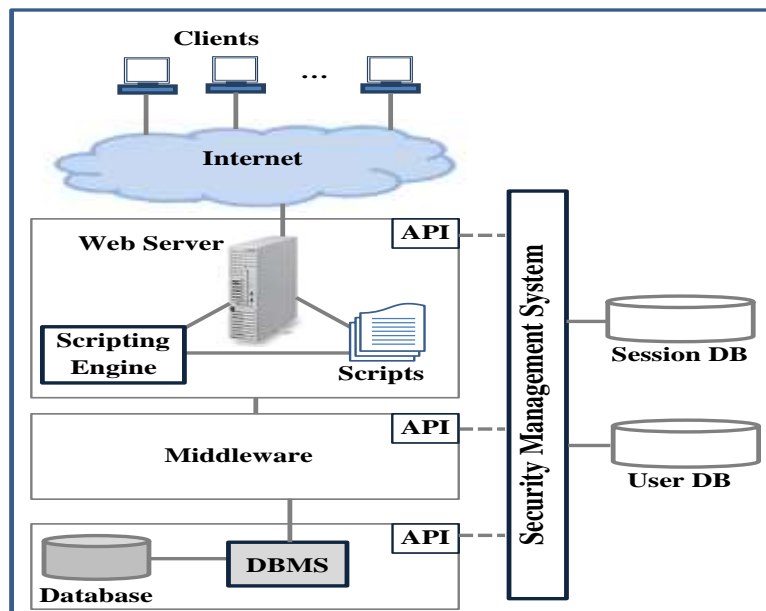 Clients
...
Internet
Web Server
API
Scripting
Engine
Scripts
Middleware
API
API
DBMS
Database
Security Management System
Session DB
User DB